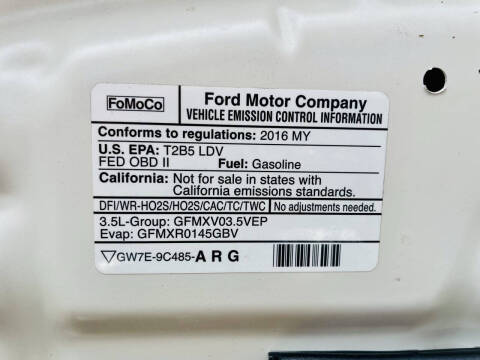 FoMoCo
Ford Motor Company
VEHICLE EMISSION CONTROL INFORMATION
Conforms to regulations: 2016 MY
U.S. EPA: T2B5 LDV
FED OBD II Fuel: Gasoline
California: Not for sale in states with
California emissions standards.
DFI/WR-HO2S/HO2S/CAC/TC/TWC No adjustments needed.
3.5L-Group: GFMXV03.5VEP
Evap: GFMXR0145GBV
GW7E-9C485-A R G